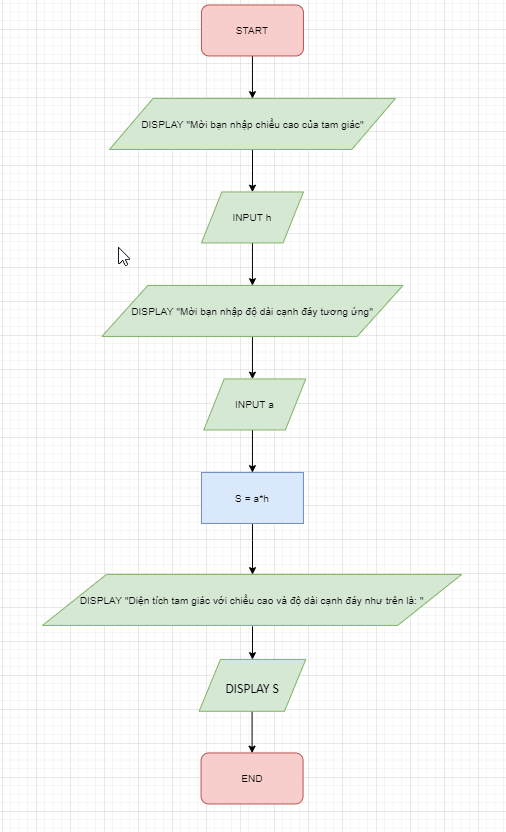 START
DISPLAY "Mời bạn nhập chiều cao của tam giác"
INPUT h
DISPLAY "Mời bạn nhập độ dài cạnh đáy tương ứng"
INPUT a
S = a*h
DISPLAY "Diện tích tam giác với chiều cao và độ dài cạnh đáy như trên là: "
DISPLAY S
END